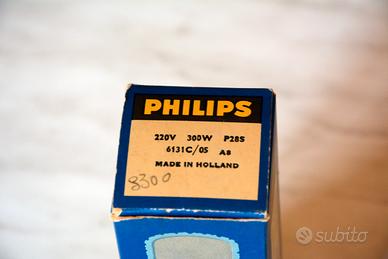 PHILIPS
220V 300W P28S
6131C/05 A8
MADE IN HOLLAND
8300
subito